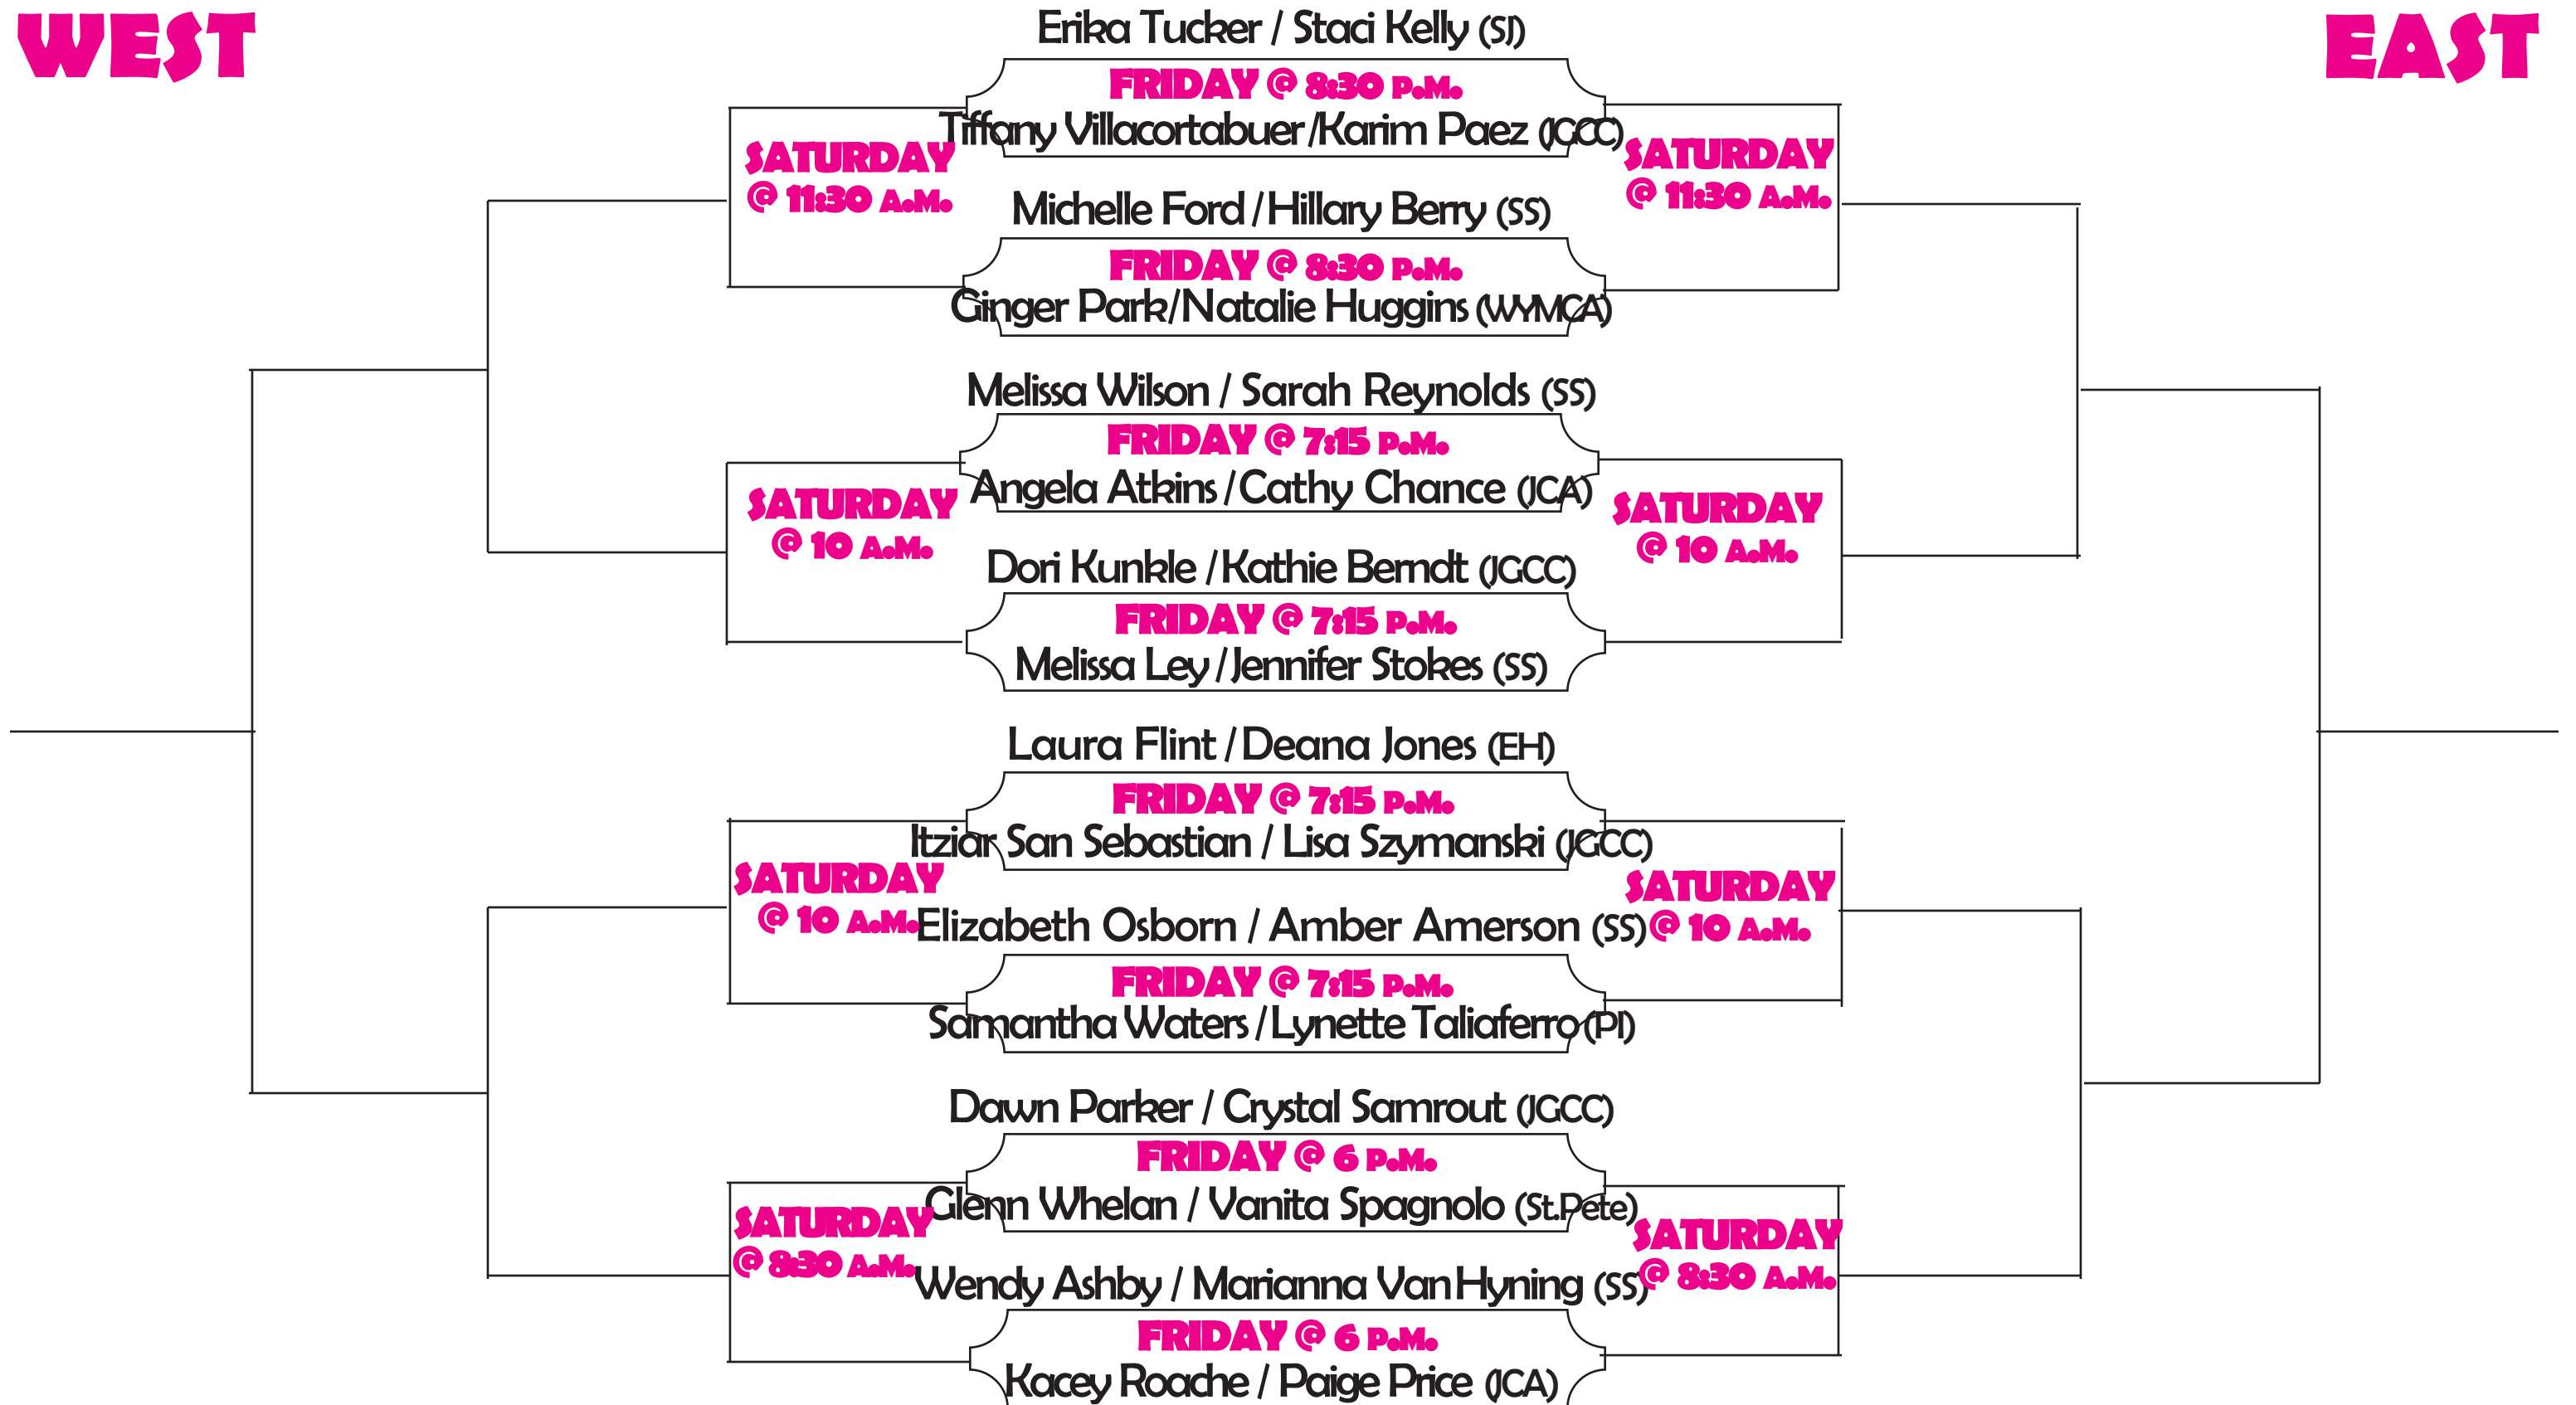 WEST
EAST
Erika Tucker / Staci Kelly (SJ)
FRIDAY @ 8:30 P.M.
Tiffany Villacortabuer /Karim Paez (JGCC)
SATURDAY
@ 11:30 A.M.
SATURDAY
@ 11:30 A.M.
Michelle Ford / Hillary Berry (SS)
FRIDAY @ 8:30 P.M.
Ginger Park/Natalie Huggins (WYMCA)
Melissa Wilson / Sarah Reynolds (SS)
FRIDAY @ 7:15 P.M.
Angela Atkins / Cathy Chance (JCA)
SATURDAY
@ 10 A.M.
SATURDAY
@ 10 A.M.
Dori Kunkle / Kathie Berndt (JGCC)
FRIDAY @ 7:15 P.M.
Melissa Ley / Jennifer Stokes (SS)
Laura Flint / Deana Jones (EH)
FRIDAY @ 7:15 P.M.
Itziar San Sebastian / Lisa Szymanski (JGCC)
SATURDAY
@ 10 A.M.
SATURDAY
@ 10 A.M.
Elizabeth Osborn / Amber Amerson (SS)
FRIDAY @ 7:15 P.M.
Samantha Waters / Lynette Taliaferro (PI)
Dawn Parker / Crystal Samrout (JGCC)
FRIDAY @ 6 P.M.
Glenn Whelan / Vanita Spagnolo (St.Pete)
SATURDAY
@ 8:30 A.M.
SATURDAY
@ 8:30 A.M.
Wendy Ashby / Marianna Van Hyning (SS)
FRIDAY @ 6 P.M.
Kacey Roache / Paige Price (JCA)